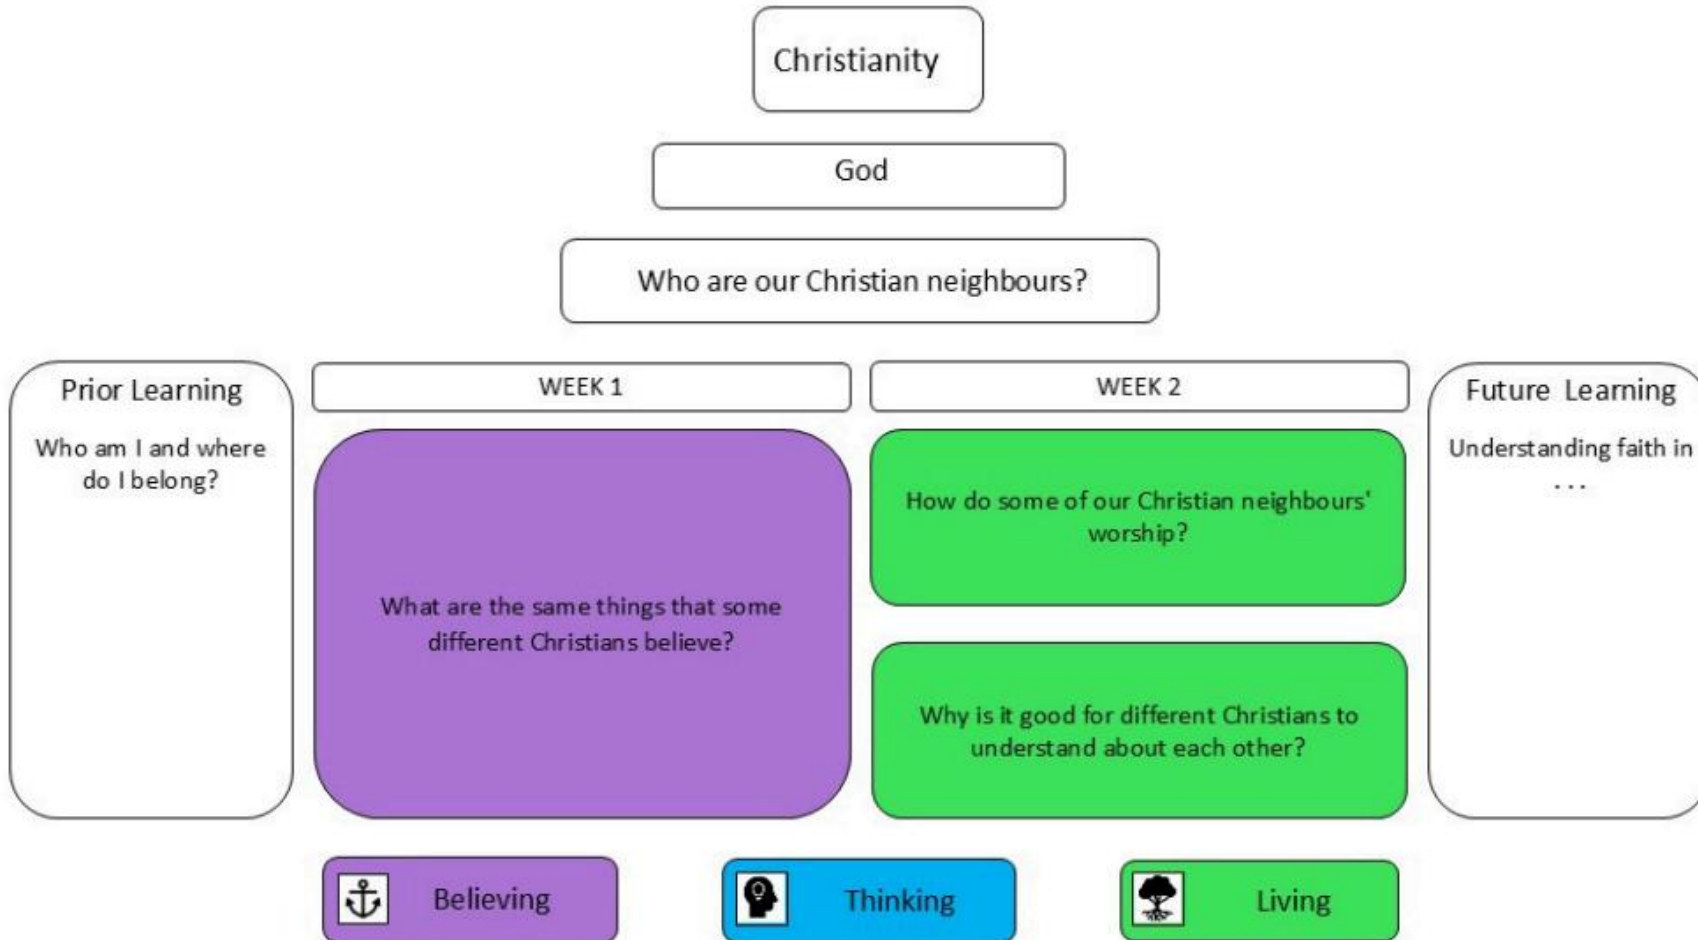 Christianity
God
Who are our Christian neighbours?
Prior Learning
Who am I and where
do I belong?
WEEK 1
What are the same things that some
different Christians believe?
WEEK 2
How do some of our Christian neighbours'
worship?
Why is it good for different Christians to
understand about each other?
Future Learning
Understanding faith in
...
Believing
Thinking
Living